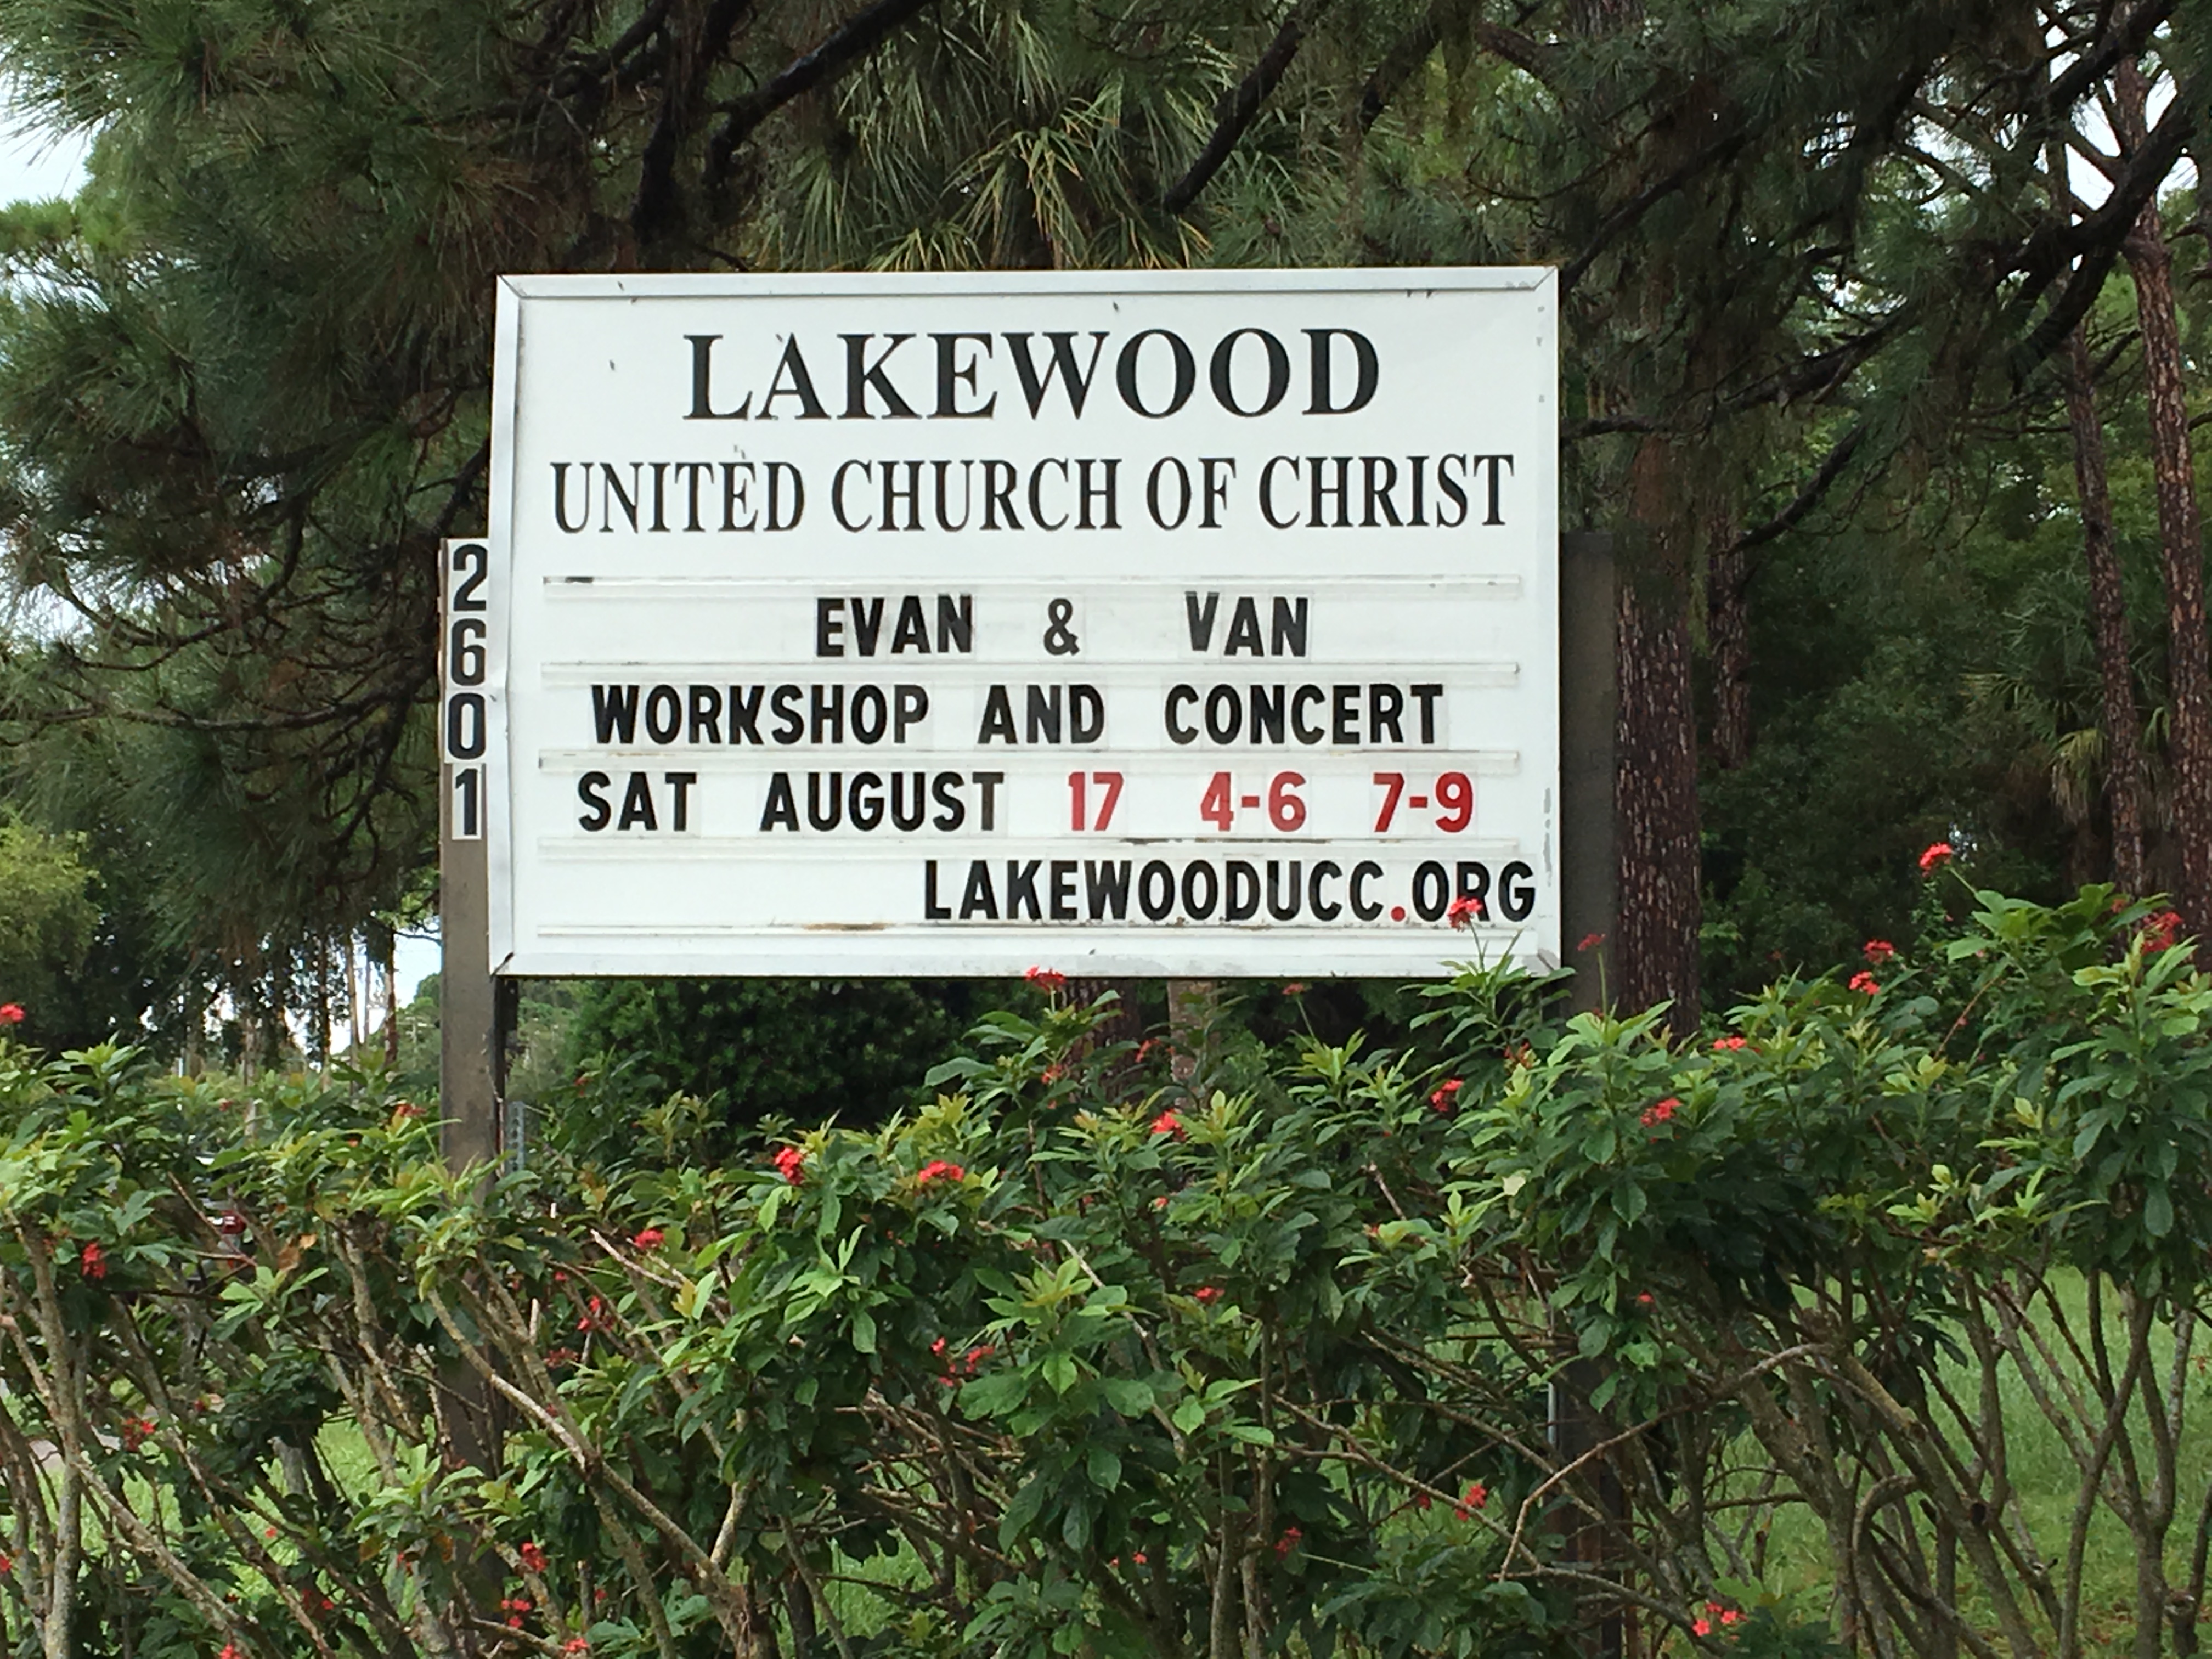 LAKEWOOD
UNITED CHURCH OF CHRIST
2601
EVAN & VAN
WORKSHOP AND CONCERT
SAT AUGUST 17 4-6 7-9
LAKEWOODUCC.ORG